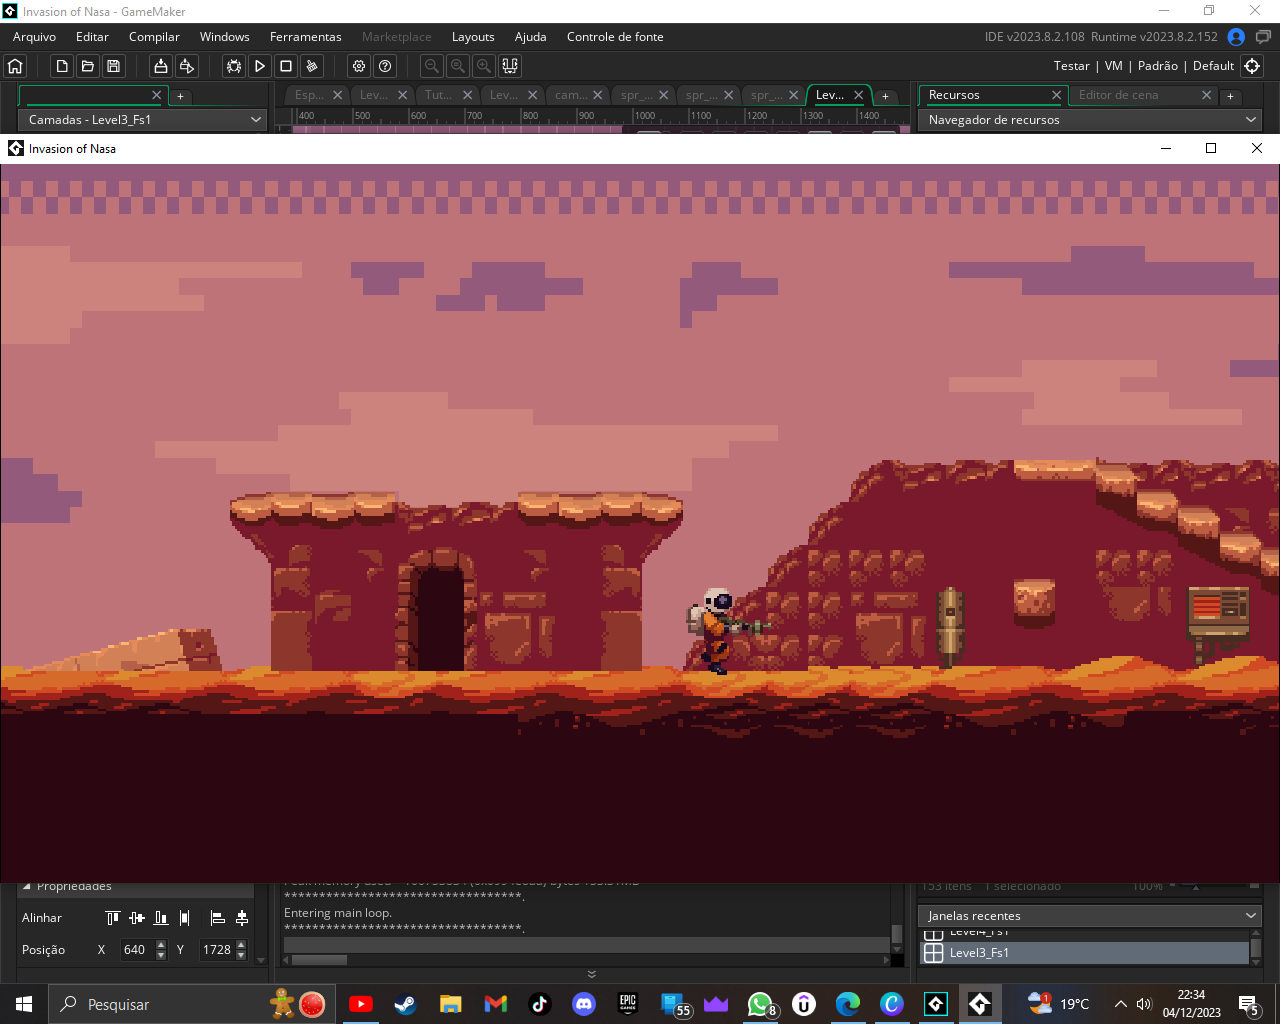 Invasion of Nasa - GameMaker
Arquivo Editar Compilar Windows Ferramentas Marketplace Layouts Ajuda Controle de fonte
IDE v2023.8.2.108 Runtime v2023.8.2.152
Testar | VM | Padrão | Default
+ Esp... Lev... Tut... Lev... cam... spr_... spr_... spr_... Lev... +
Recursos Editor de cena +
Camadas - Level3_Fs1
400 500 600 700 800 900 1000 1100 1200 1300 1400
Navegador de recursos
Invasion of Nasa
Propriedades
153 itens 1 selecionado 100%
*********************************.
Entering main loop.
*********************************.
Alinhar
Posição X 640 Y 1728
Janelas recentes
Level4_Fs1
Level3_Fs1
Pesquisar
EPIC GAMES
55
8
1
19°C
22:34
04/12/2023
5